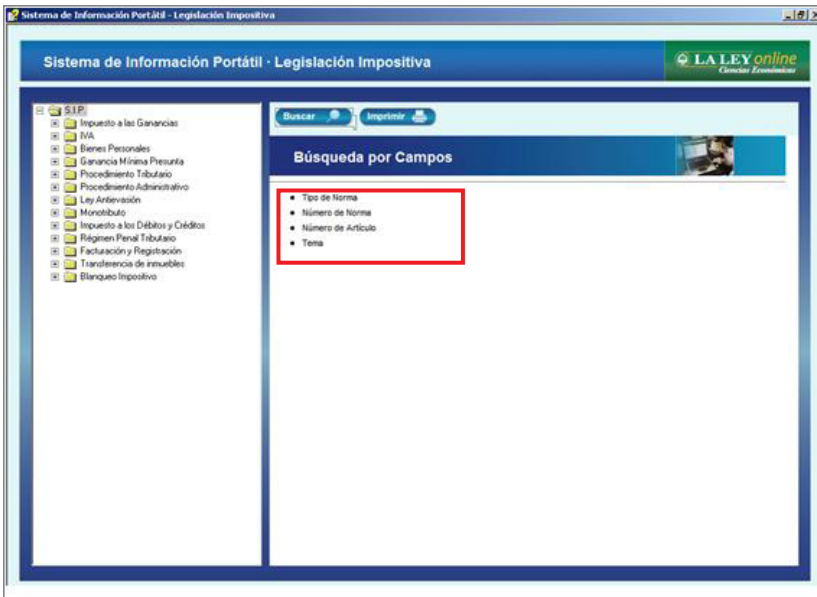 Sistema de Información Portátil - Legislación Impositiva
Sistema de Información Portátil · Legislación Impositiva
LA LEY online
Ciencias Económicas
S.I.P.
Impuesto a las Ganancias
IVA
Bienes Personales
Ganancia Mínima Presunta
Procedimiento Tributario
Procedimiento Administrativo
Ley Antievasión
Monotributo
Impuesto a los Débitos y Créditos
Régimen Penal Tributario
Facturación y Registración
Transferencia de inmuebles
Blanqueo Impositivo
Buscar
Imprimir
Búsqueda por Campos
Tipo de Norma
Número de Norma
Número de Artículo
Tema